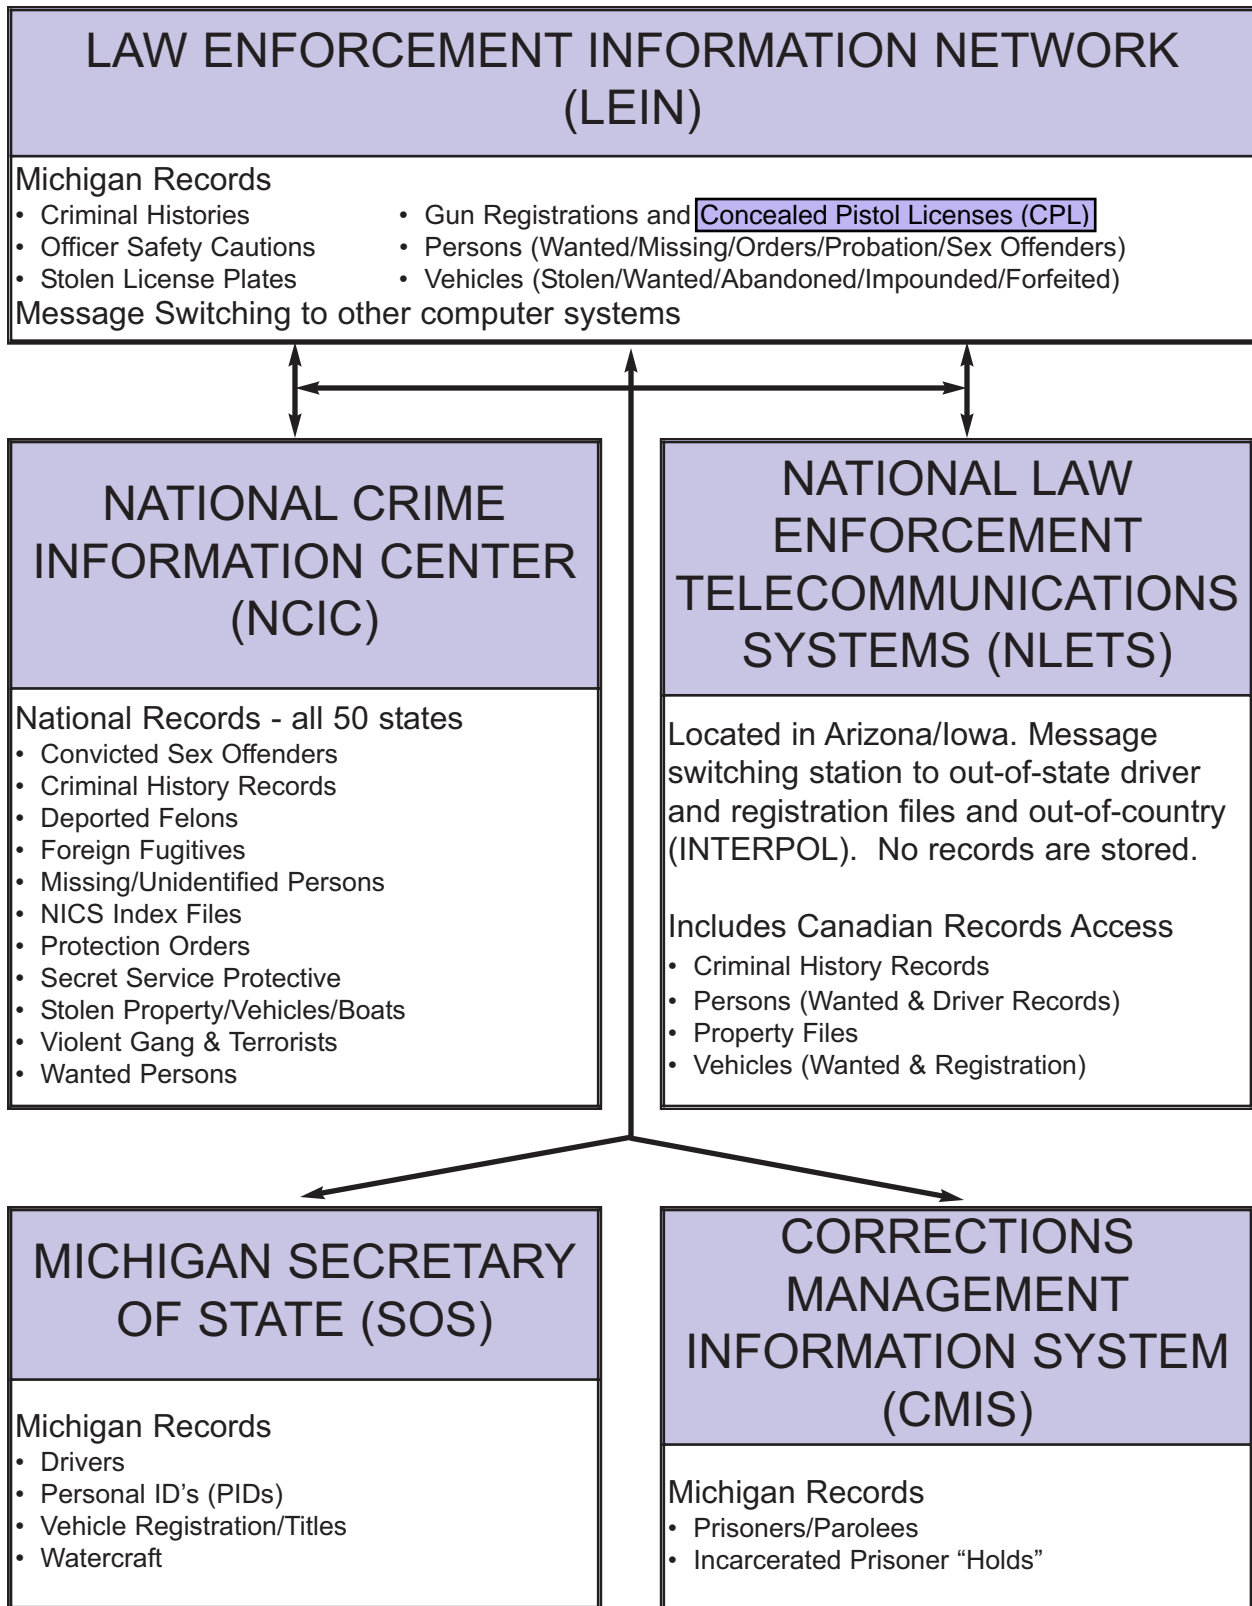 LAW ENFORCEMENT INFORMATION NETWORK
(LEIN)
Michigan Records
• Criminal Histories
• Officer Safety Cautions
• Stolen License Plates
• Gun Registrations and Concealed Pistol Licenses (CPL)
• Persons (Wanted/Missing/Orders/Probation/Sex Offenders)
• Vehicles (Stolen/Wanted/Abandoned/Impounded/Forfeited)
Message Switching to other computer systems
NATIONAL CRIME
INFORMATION CENTER
(NCIC)
National Records - all 50 states
• Convicted Sex Offenders
• Criminal History Records
• Deported Felons
• Foreign Fugitives
• Missing/Unidentified Persons
• NICS Index Files
• Protection Orders
• Secret Service Protective
• Stolen Property/Vehicles/Boats
• Violent Gang & Terrorists
• Wanted Persons
NATIONAL LAW
ENFORCEMENT
TELECOMMUNICATIONS
SYSTEMS (NLETS)
Located in Arizona/Iowa. Message
switching station to out-of-state driver
and registration files and out-of-country
(INTERPOL).  No records are stored.
Includes Canadian Records Access
• Criminal History Records
• Persons (Wanted & Driver Records)
• Property Files
• Vehicles (Wanted & Registration)
MICHIGAN SECRETARY
OF STATE (SOS)
Michigan Records
• Drivers
• Personal ID’s (PIDs)
• Vehicle Registration/Titles
• Watercraft
CORRECTIONS
MANAGEMENT
INFORMATION SYSTEM
(CMIS)
Michigan Records
• Prisoners/Parolees
• Incarcerated Prisoner “Holds”